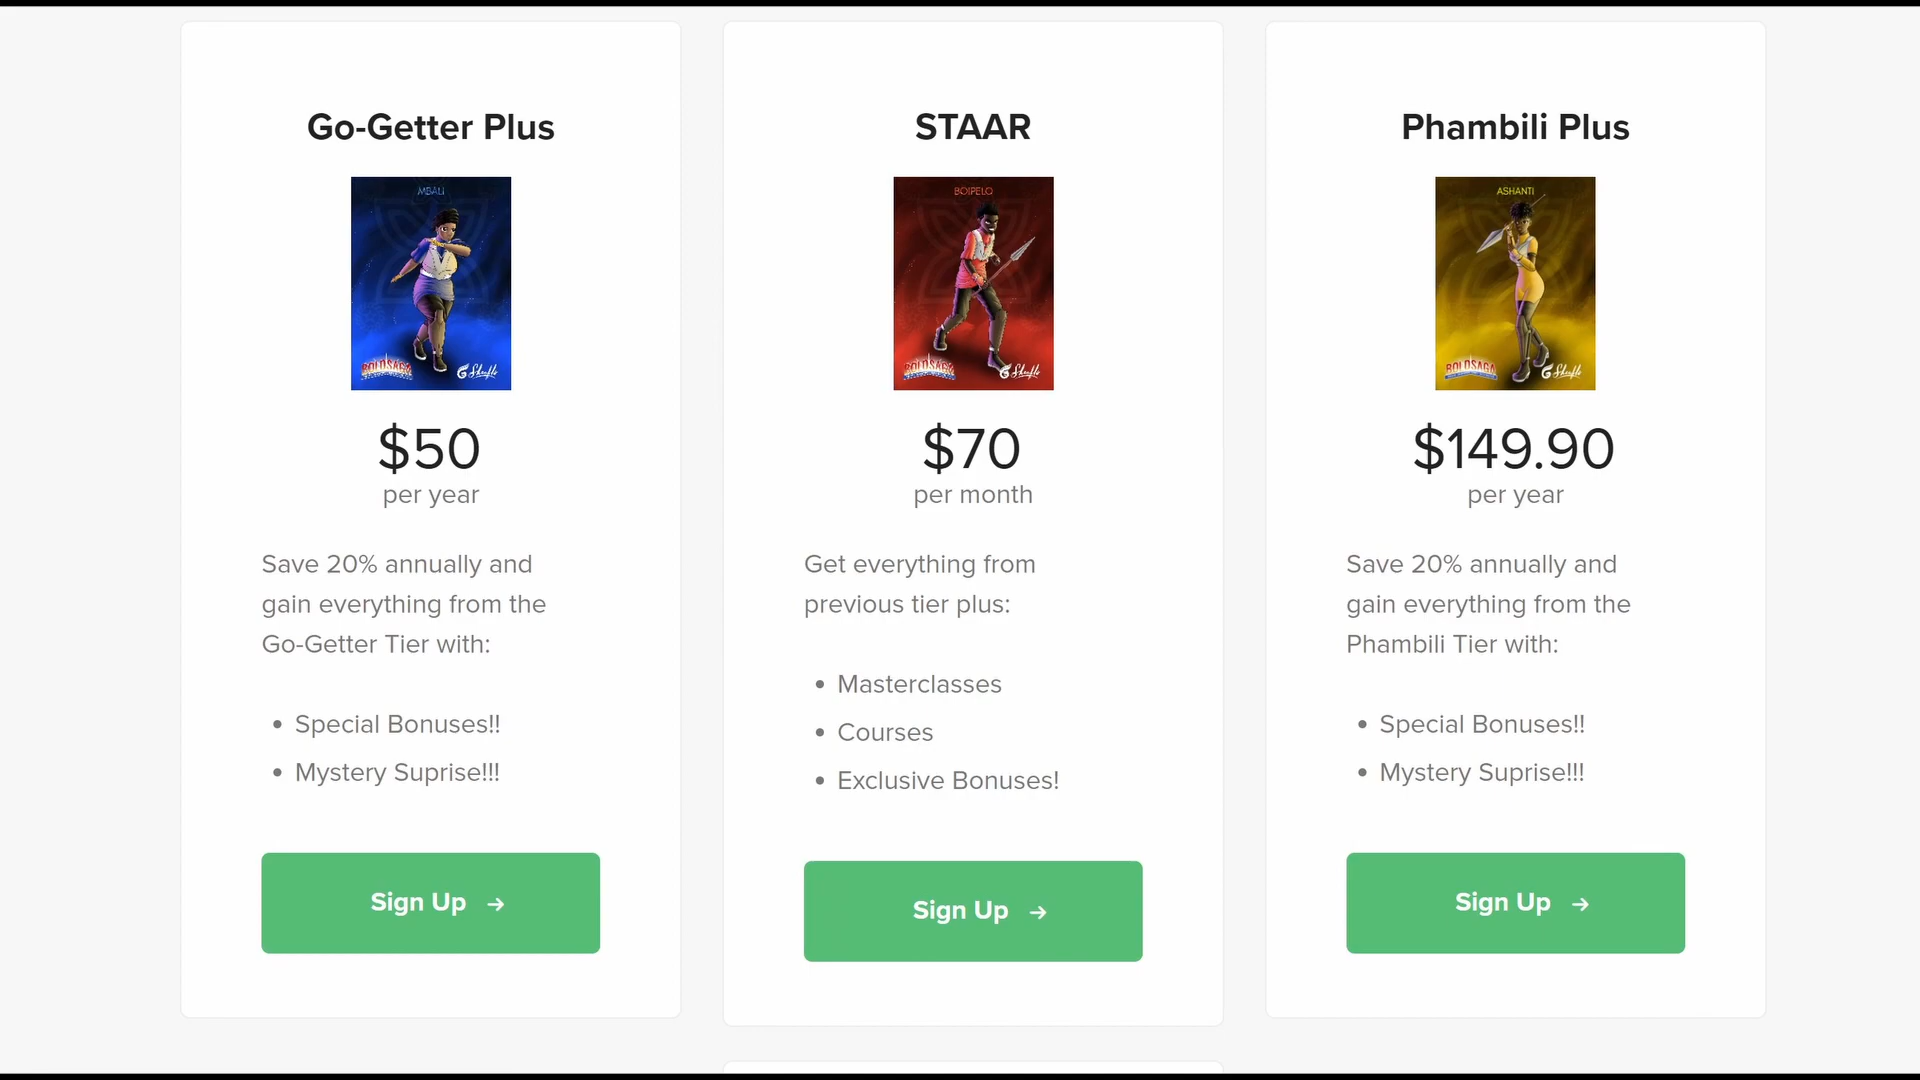 Go-Getter Plus
MBALI
BOLDSAGA
$50
per year
Save 20% annually and
gain everything from the
Go-Getter Tier with:
• Special Bonuses!!
• Mystery Suprise!!!
Sign Up →
STAAR
BOIPELO
BOLDSAGA
$70
per month
Get everything from
previous tier plus:
• Masterclasses
• Courses
• Exclusive Bonuses!
Sign Up →
Phambili Plus
ASHANTI
BOLDSAGA
$149.90
per year
Save 20% annually and
gain everything from the
Phambili Tier with:
• Special Bonuses!!
• Mystery Suprise!!!
Sign Up →